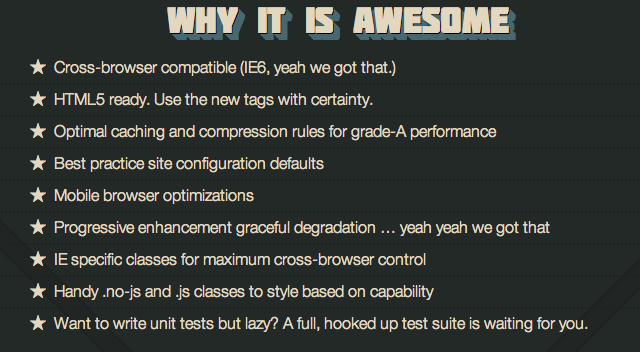 WHY IT IS AWESOME
★ Cross-browser compatible (IE6, yeah we got that.)
★ HTML5 ready. Use the new tags with certainty.
★ Optimal caching and compression rules for grade-A performance
★ Best practice site configuration defaults
★ Mobile browser optimizations
★ Progressive enhancement graceful degradation … yeah yeah we got that
★ IE specific classes for maximum cross-browser control
★ Handy .no-js and .js classes to style based on capability
★ Want to write unit tests but lazy? A full, hooked up test suite is waiting for you.